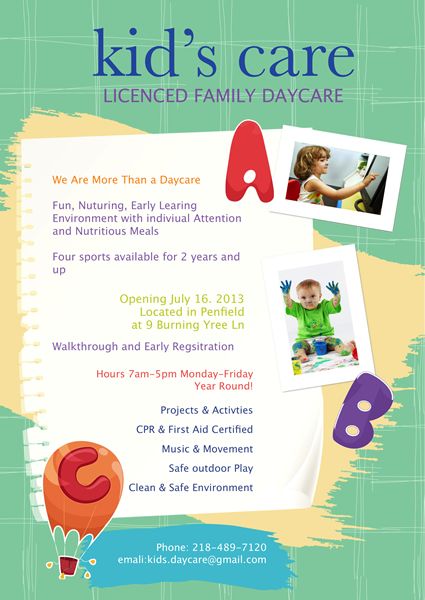 kid's care
LICENCED FAMILY DAYCARE
A
We Are More Than a Daycare
Fun, Nuturing, Early Learing
Environment with indiviual Attention
and Nutritious Meals
Four sports available for 2 years and
up
Opening July 16. 2013
Located in Penfield
at 9 Burning Yree Ln
Walkthrough and Early Regsitration
Hours 7am-5pm Monday-Friday
Year Round!
B
Projects & Activties
CPR & First Aid Certified
Music & Movement
Safe outdoor Play
Clean & Safe Environment
C
Phone: 218-489-7120
emali:kids.daycare@gmail.com